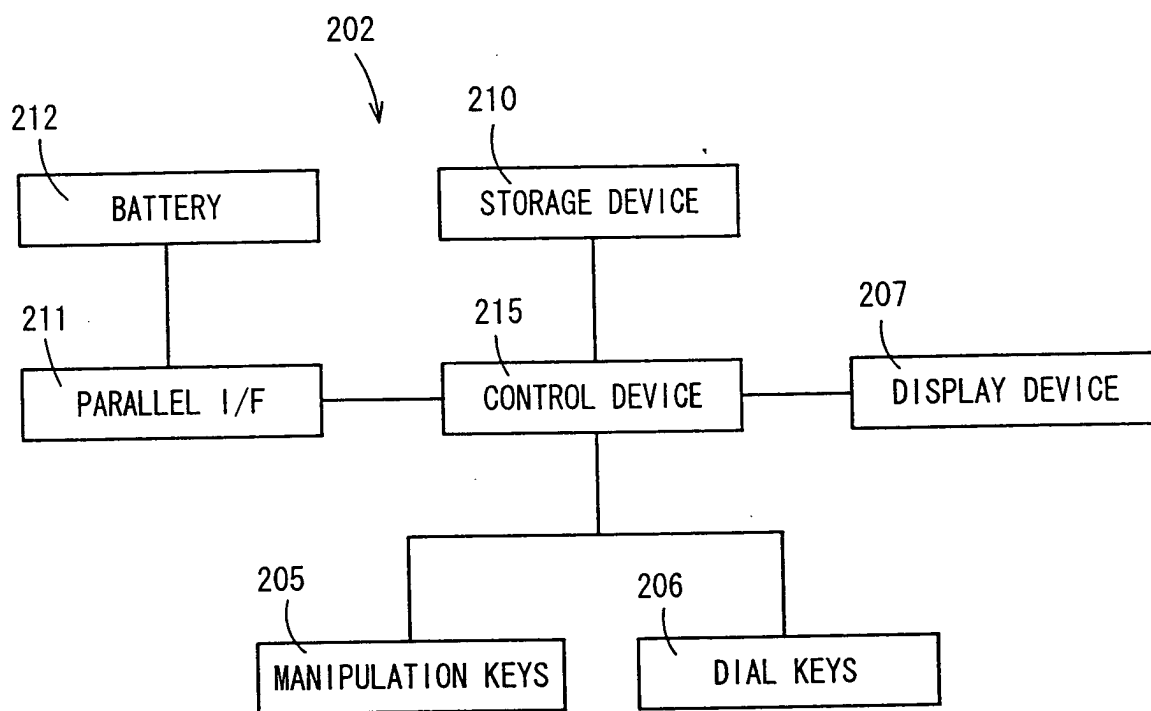 202
212
210
BATTERY
STORAGE DEVICE
211
215
207
PARALLEL I/F
CONTROL DEVICE
DISPLAY DEVICE
205
206
MANIPULATION KEYS
DIAL KEYS